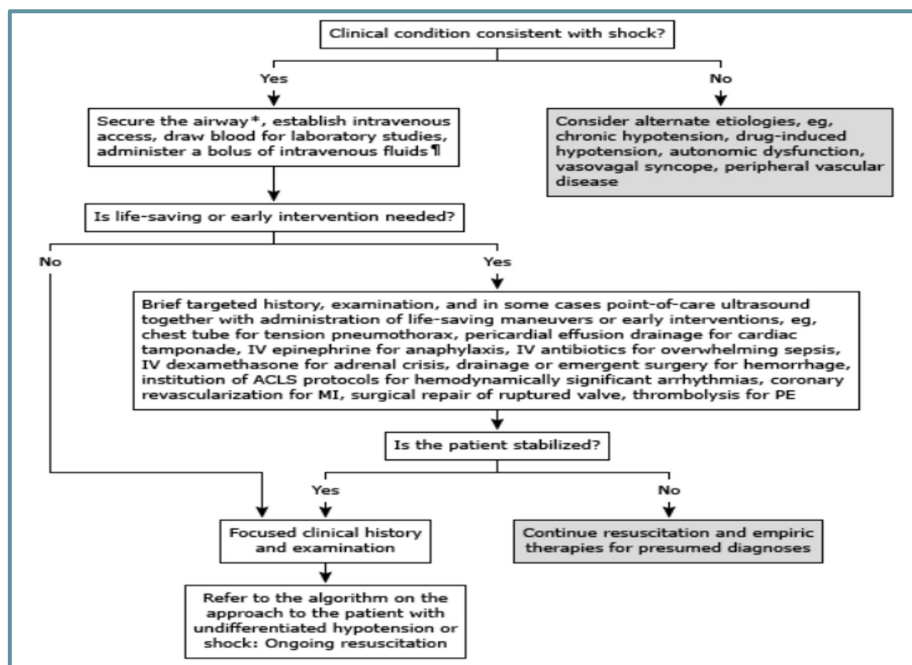 Clinical condition consistent with shock?
Yes
No
Secure the airway*, establish intravenous
access, draw blood for laboratory studies,
administer a bolus of intravenous fluids¶
Consider alternate etiologies, eg,
chronic hypotension, drug-induced
hypotension, autonomic dysfunction,
vasovagal syncope, peripheral vascular
disease
Is life-saving or early intervention needed?
No
Yes
Brief targeted history, examination, and in some cases point-of-care ultrasound
together with administration of life-saving maneuvers or early interventions, eg,
chest tube for tension pneumothorax, pericardial effusion drainage for cardiac
tamponade, IV epinephrine for anaphylaxis, IV antibiotics for overwhelming sepsis,
IV dexamethasone for adrenal crisis, drainage or emergent surgery for hemorrhage,
institution of ACLS protocols for hemodynamically significant arrhythmias, coronary
revascularization for MI, surgical repair of ruptured valve, thrombolysis for PE
Is the patient stabilized?
Yes
No
Focused clinical history
and examination
Continue resuscitation and empiric
therapies for presumed diagnoses
Refer to the algorithm on the
approach to the patient with
undifferentiated hypotension or
shock: Ongoing resuscitation